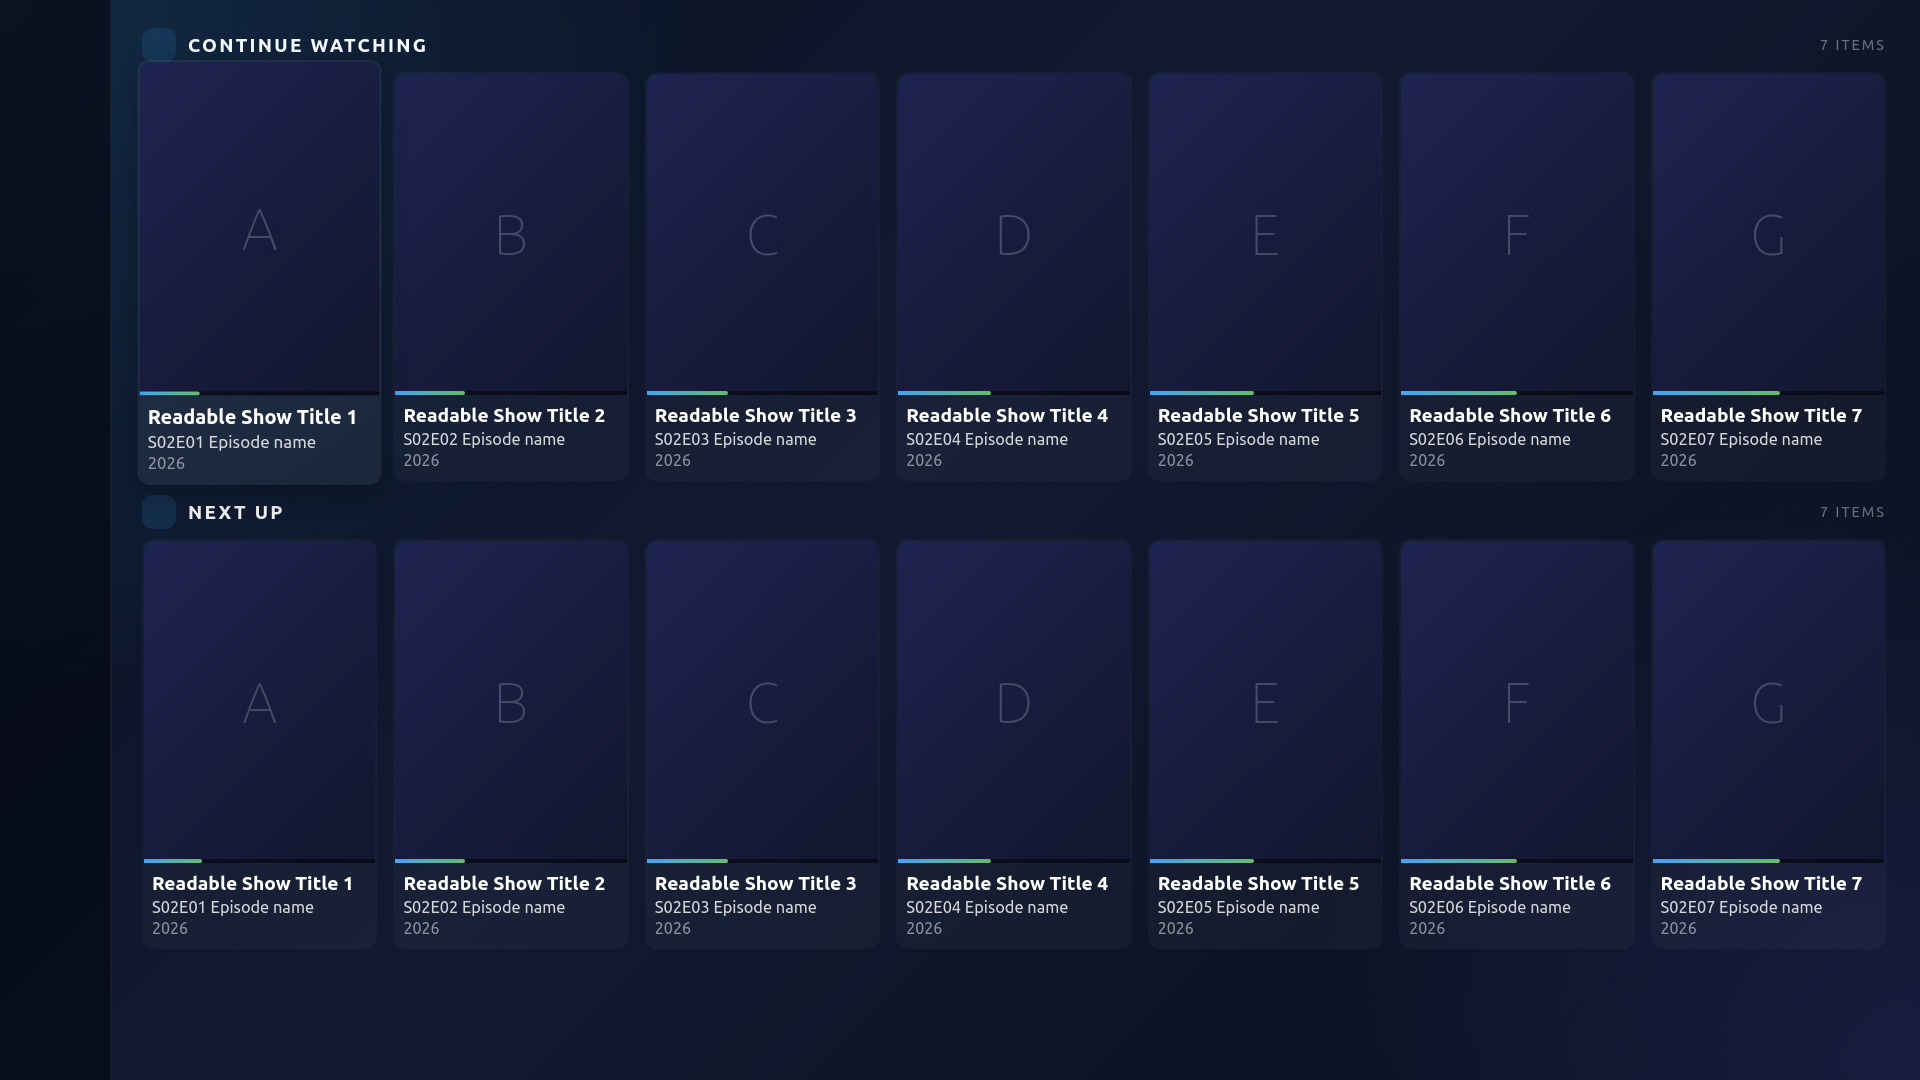 CONTINUE WATCHING
7 ITEMS
A
B
C
D
E
F
G
Readable Show Title 1
S02E01 Episode name
2026
Readable Show Title 2
S02E02 Episode name
2026
Readable Show Title 3
S02E03 Episode name
2026
Readable Show Title 4
S02E04 Episode name
2026
Readable Show Title 5
S02E05 Episode name
2026
Readable Show Title 6
S02E06 Episode name
2026
Readable Show Title 7
S02E07 Episode name
2026
NEXT UP
7 ITEMS
A
B
C
D
E
F
G
Readable Show Title 1
S02E01 Episode name
2026
Readable Show Title 2
S02E02 Episode name
2026
Readable Show Title 3
S02E03 Episode name
2026
Readable Show Title 4
S02E04 Episode name
2026
Readable Show Title 5
S02E05 Episode name
2026
Readable Show Title 6
S02E06 Episode name
2026
Readable Show Title 7
S02E07 Episode name
2026